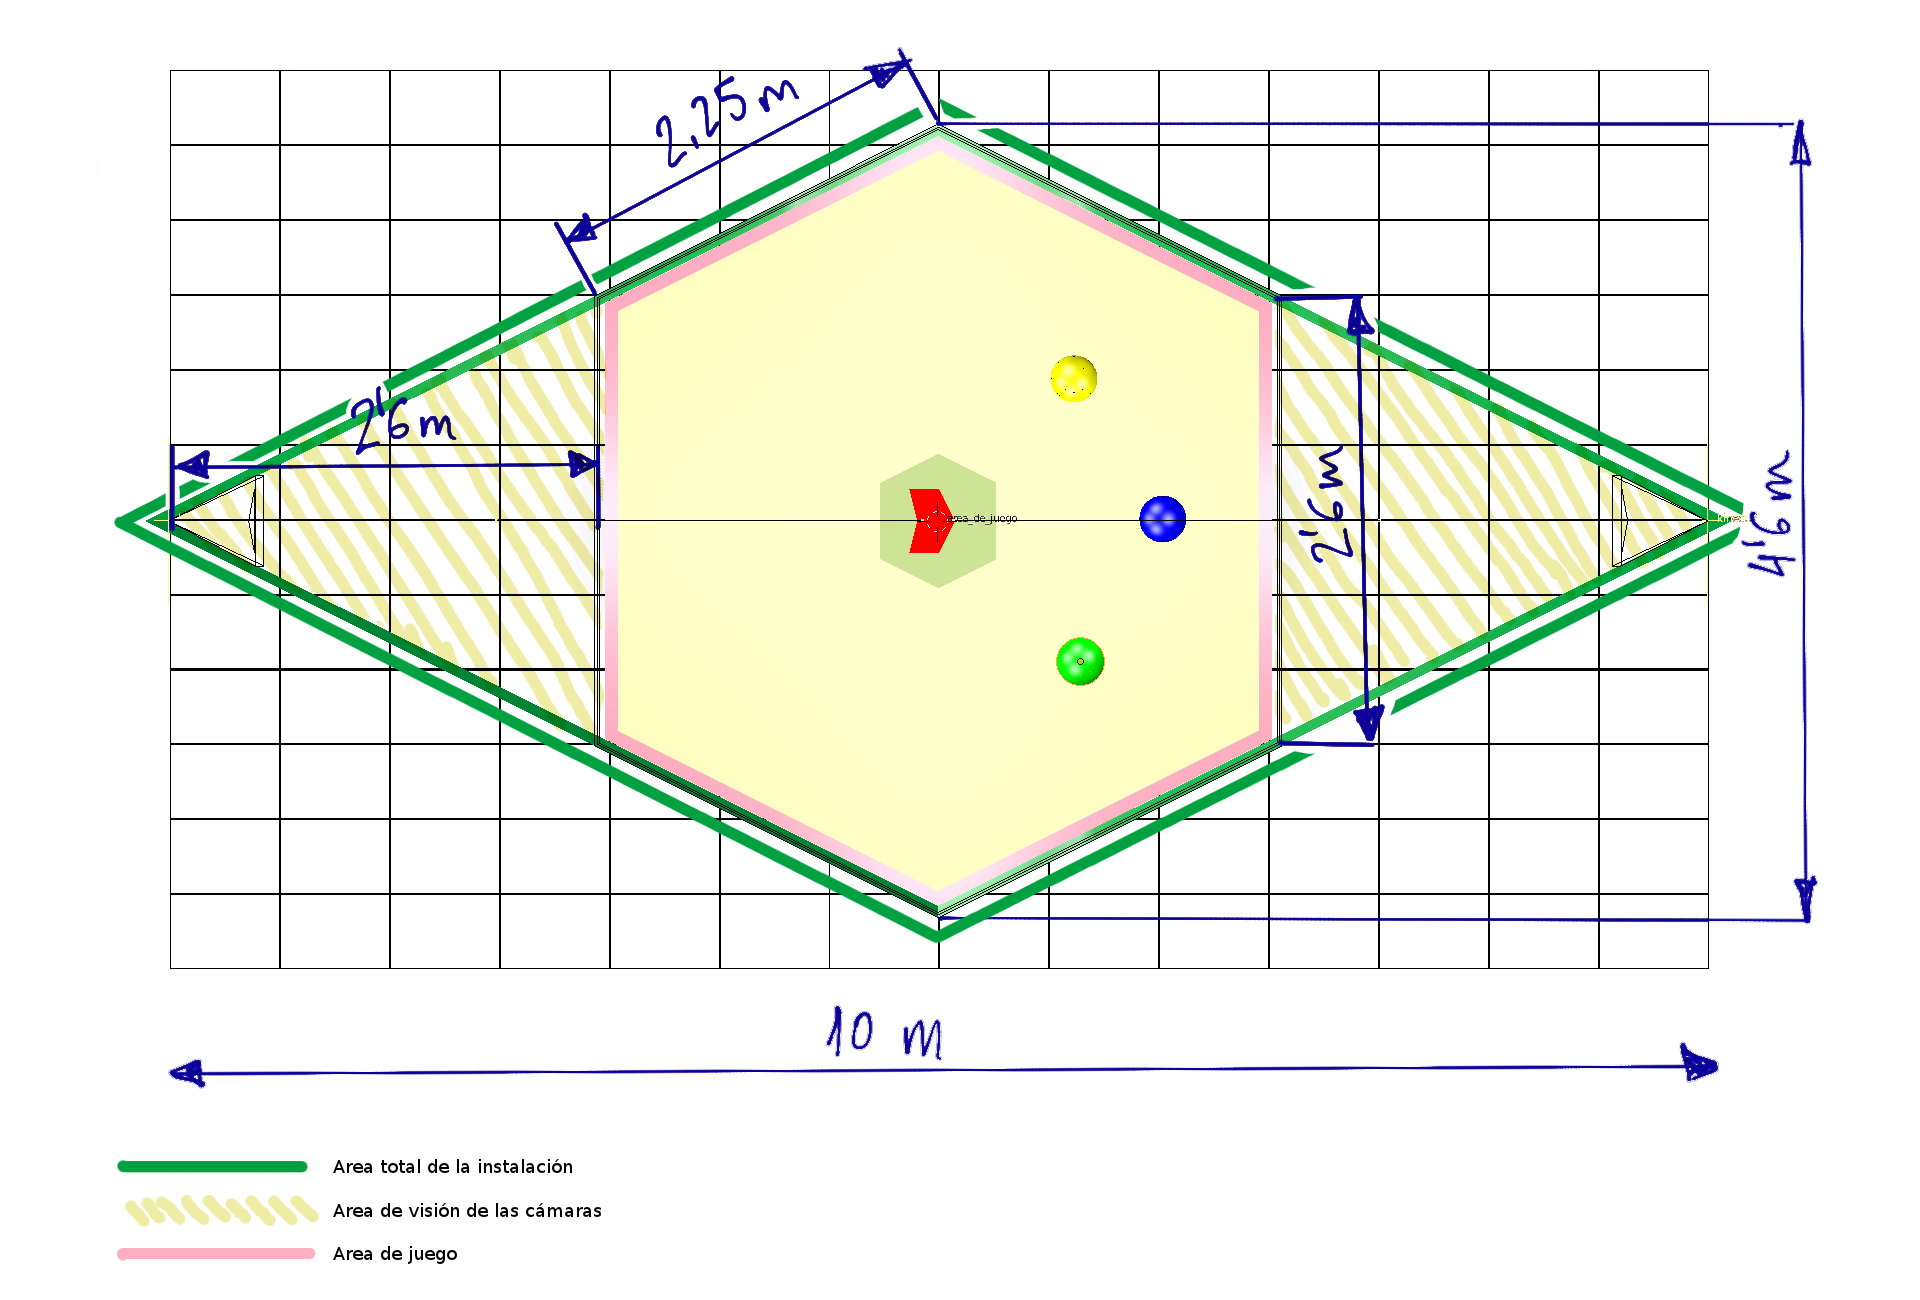 2,25 m
2'6 m
area_de_juego
2'6 m
4'6 m
10 m
Area total de la instalación
Area de visión de las cámaras
Area de juego